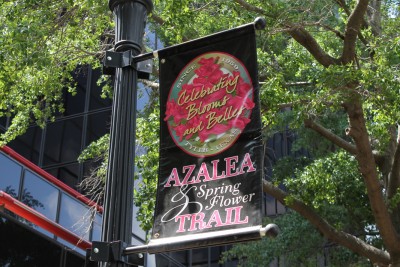 Celebrating
Blooms
and Belles
AZALEA
& Spring
Flower
TRAIL